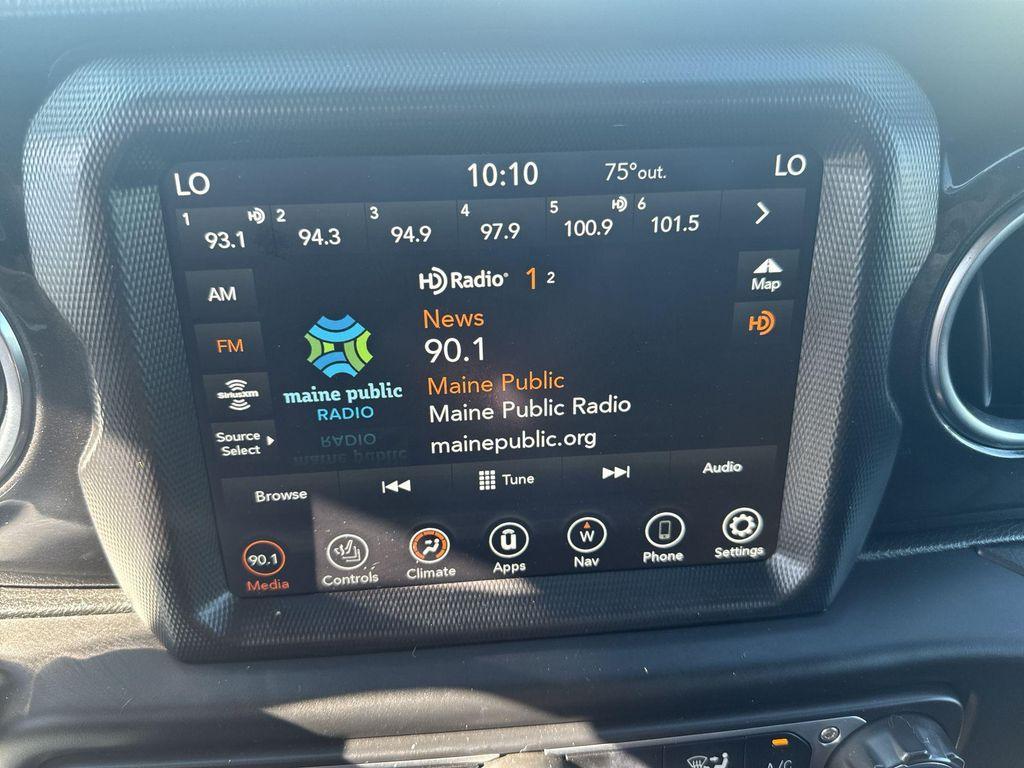 LO 10:10 75°out. LO
1 HD 2 3 4 5 HD 6
93.1 94.3 94.9 97.9 100.9 101.5
AM
HD Radio® 1 2
Map
News
HD
FM
90.1
maine public
RADIO
Maine Public
SiriusXM
Maine Public Radio
Source
Select
mainepublic.org
Browse Tune Audio
90.1 W
Media Controls Climate Apps Nav Phone Settings
A/C